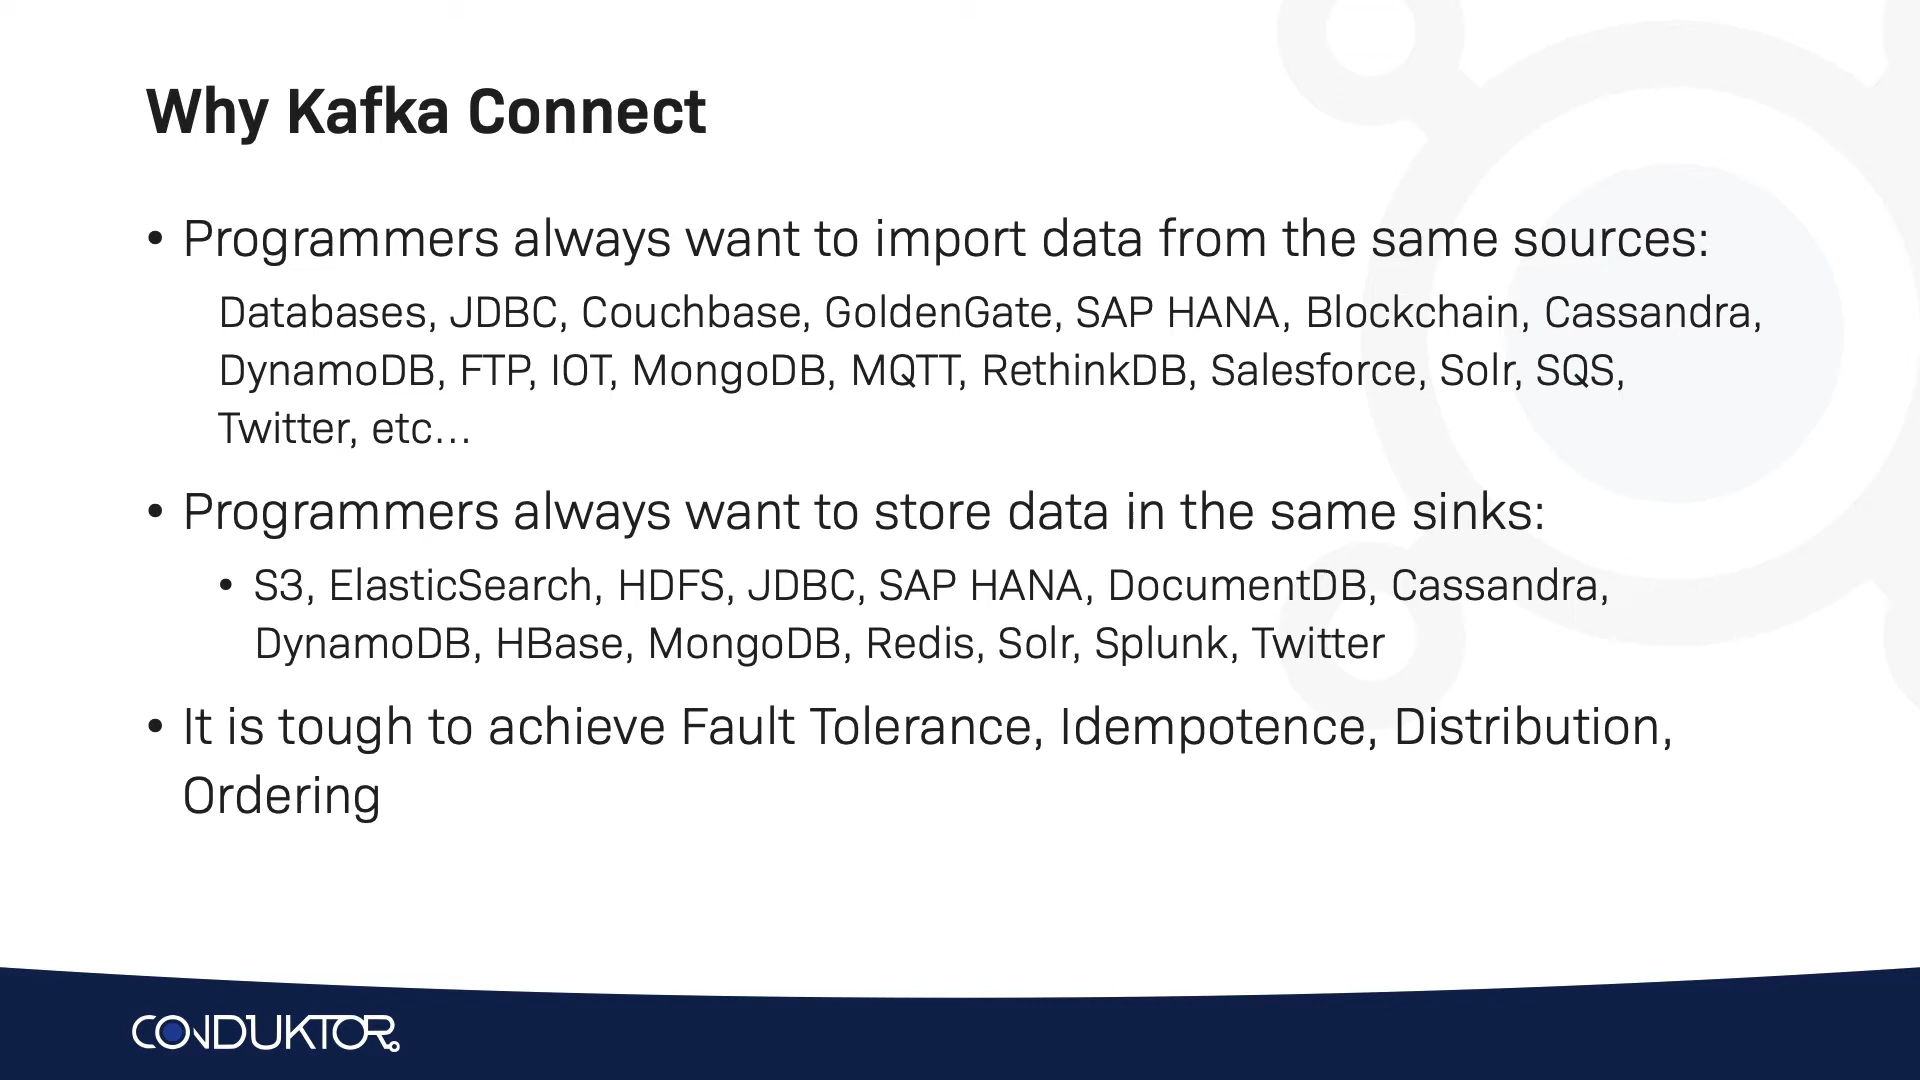 Why Kafka Connect
• Programmers always want to import data from the same sources:
Databases, JDBC, Couchbase, GoldenGate, SAP HANA, Blockchain, Cassandra,
DynamoDB, FTP, IOT, MongoDB, MQTT, RethinkDB, Salesforce, Solr, SQS,
Twitter, etc...
• Programmers always want to store data in the same sinks:
• S3, ElasticSearch, HDFS, JDBC, SAP HANA, DocumentDB, Cassandra,
DynamoDB, HBase, MongoDB, Redis, Solr, Splunk, Twitter
• It is tough to achieve Fault Tolerance, Idempotence, Distribution,
Ordering
CONDUKTOR